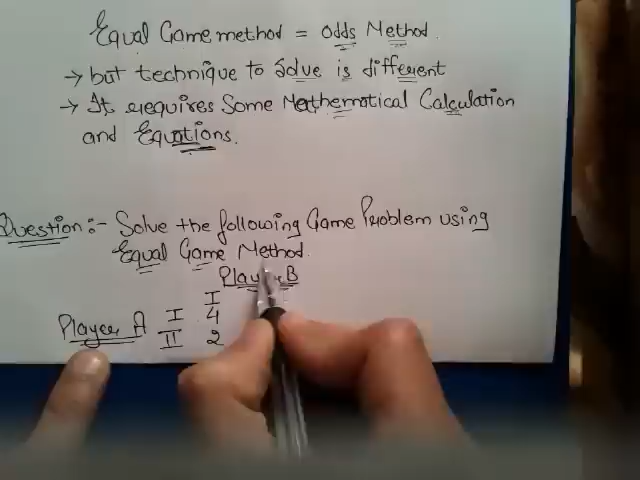 Equal Game method = odds Method.
→ but technique to solve is different
→ It requires Some Mathematical Calculation
and Equations.
Question:- Solve the following Game Problem using
Equal Game Method.
Player B
I
Player A I 4
II 2